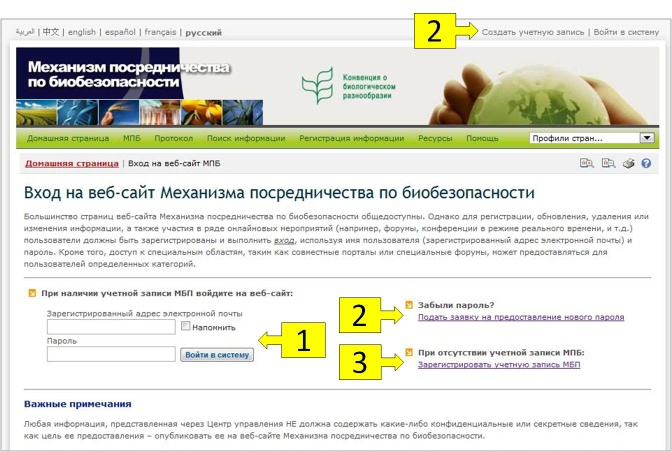 العربية | 中文 | english | español | français | русский
2
Создать учетную запись | Войти в систему
Механизм посредничества
по биобезопасности
Конвенция о
биологическом
разнообразии
Домашняя страница МПБ Протокол Поиск информации Регистрация информации Ресурсы Помощь Профили стран...
Домашняя страница | Вход на веб-сайт МПБ
Вход на веб-сайт Механизма посредничества по биобезопасности
Большинство страниц веб-сайта Механизма посредничества по биобезопасности общедоступны. Однако для регистрации, обновления, удаления или
изменения информации, а также участия в ряде онлайновых мероприятий (например, форумы, конференции в режиме реального времени, и т.д.)
пользователи должны быть зарегистрированы и выполнить вход, используя имя пользователя (зарегистрированный адрес электронной почты) и
пароль. Кроме того, доступ к специальным областям, таким как совместные порталы или специальные форумы, может предоставляться для
пользователей определенных категорий.
При наличии учетной записи МБП войдите на веб-сайт:
Зарегистрированный адрес электронной почты
Напомнить
Пароль
Войти в систему
1
2
Забыли пароль?
Подать заявку на предоставление нового пароля
3
При отсутствии учетной записи МПБ:
Зарегистрировать учетную запись МБП
Важные примечания
Любая информация, представленная через Центр управления НЕ должна содержать какие-либо конфиденциальные или секретные сведения, так
как цель ее предоставления – опубликовать ее на веб-сайте Механизма посредничества по биобезопасности.